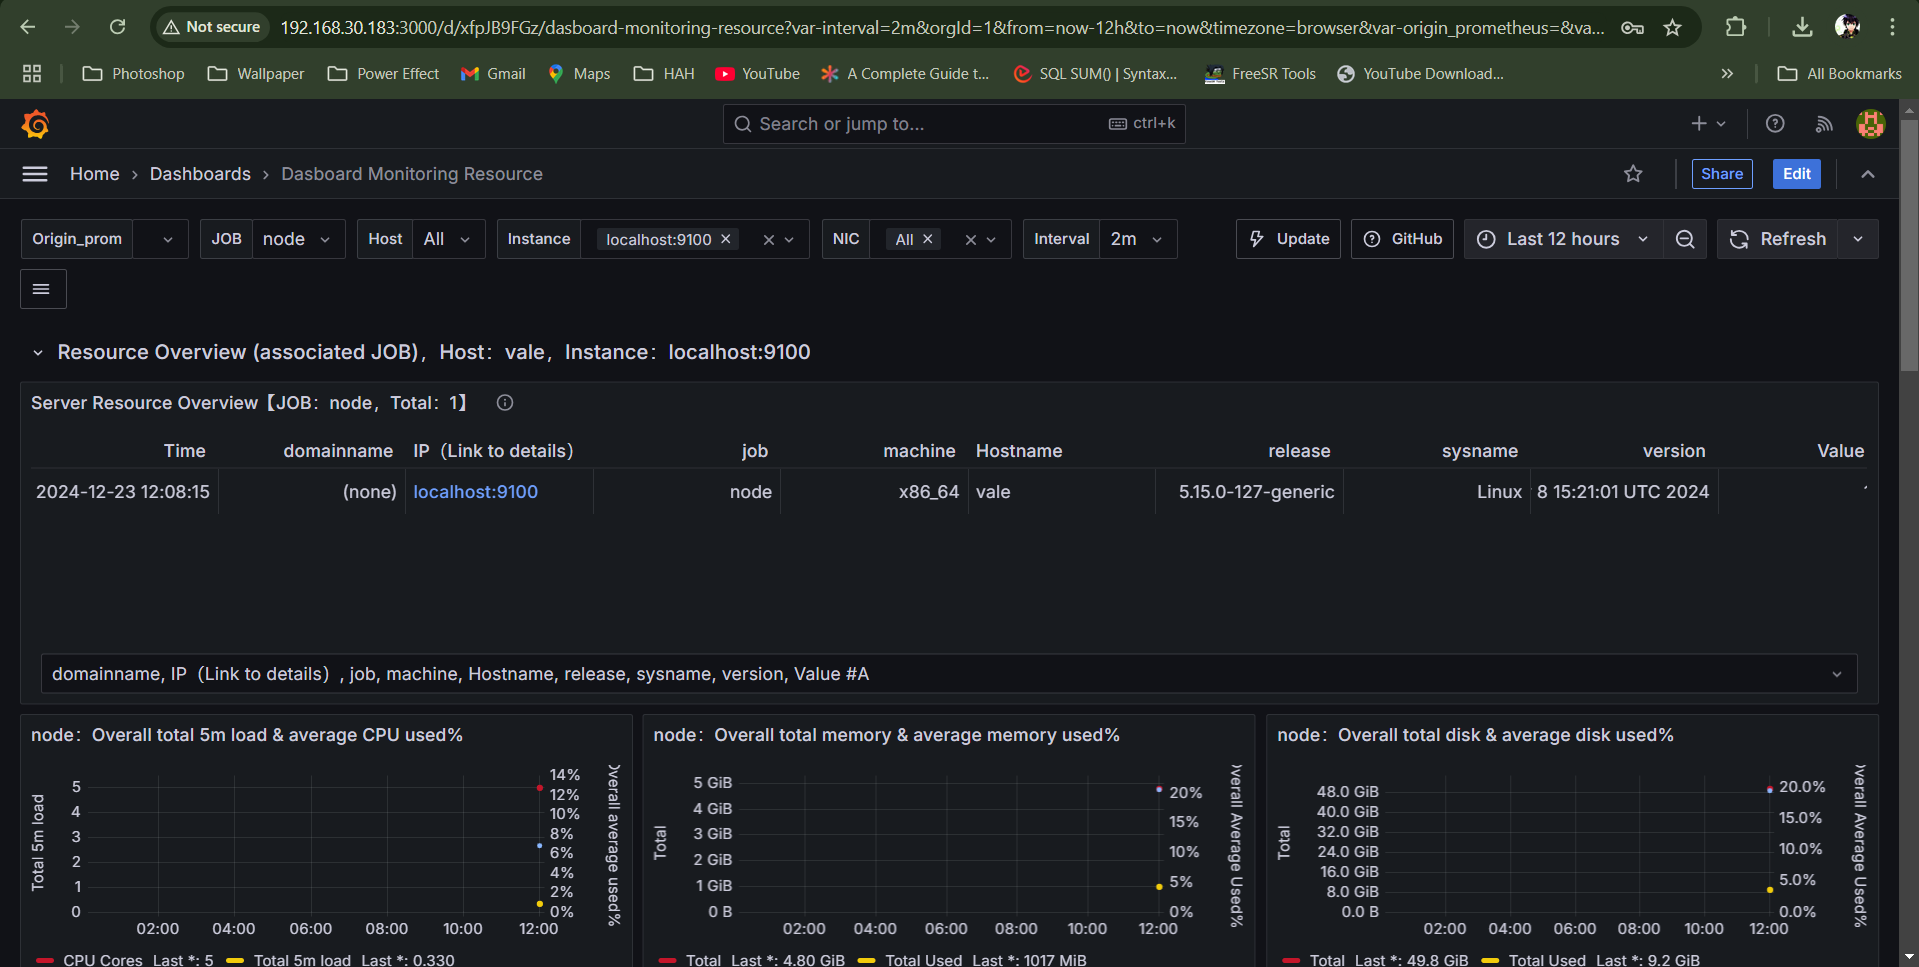 Not secure 192.168.30.183:3000/d/xfpJB9FGz/dasboard-monitoring-resource?var-interval=2m&orgId=1&from=now-12h&to=now&timezone=browser&var-origin_prometheus=&va...
Photoshop Wallpaper Power Effect Gmail Maps HAH YouTube A Complete Guide t... SQL SUM() | Syntax... FreeSR Tools YouTube Download... » All Bookmarks
Search or jump to... ctrl+k
Home › Dashboards › Dasboard Monitoring Resource Share Edit
Origin_prom JOB node Host All Instance localhost:9100 NIC All Interval 2m Update GitHub Last 12 hours Refresh
Resource Overview (associated JOB)，Host：vale，Instance：localhost:9100
Server Resource Overview【JOB：node，Total：1】
Time domainname IP（Link to details） job machine Hostname release sysname version Value
2024-12-23 12:08:15 (none) localhost:9100 node x86_64 vale 5.15.0-127-generic Linux 8 15:21:01 UTC 2024
domainname, IP（Link to details）, job, machine, Hostname, release, sysname, version, Value #A
node：Overall total 5m load & average CPU used%
Total 5m load
5
4
3
2
1
0
14%
12%
10%
8%
6%
4%
2%
0%
Overall average used%
02:00 04:00 06:00 08:00 10:00 12:00
CPU Cores Last *: 5 Total 5m load Last *: 0.330
node：Overall total memory & average memory used%
Total
5 GiB
4 GiB
3 GiB
2 GiB
1 GiB
0 B
20%
15%
10%
5%
0%
Overall Average Used%
02:00 04:00 06:00 08:00 10:00 12:00
Total Last *: 4.80 GiB Total Used Last *: 1017 MiB
node：Overall total disk & average disk used%
Total
48.0 GiB
40.0 GiB
32.0 GiB
24.0 GiB
16.0 GiB
8.0 GiB
0.0 B
20.0%
15.0%
10.0%
5.0%
0.0%
Overall Average Used%
02:00 04:00 06:00 08:00 10:00 12:00
Total Last *: 49.8 GiB Total Used Last *: 9.2 GiB